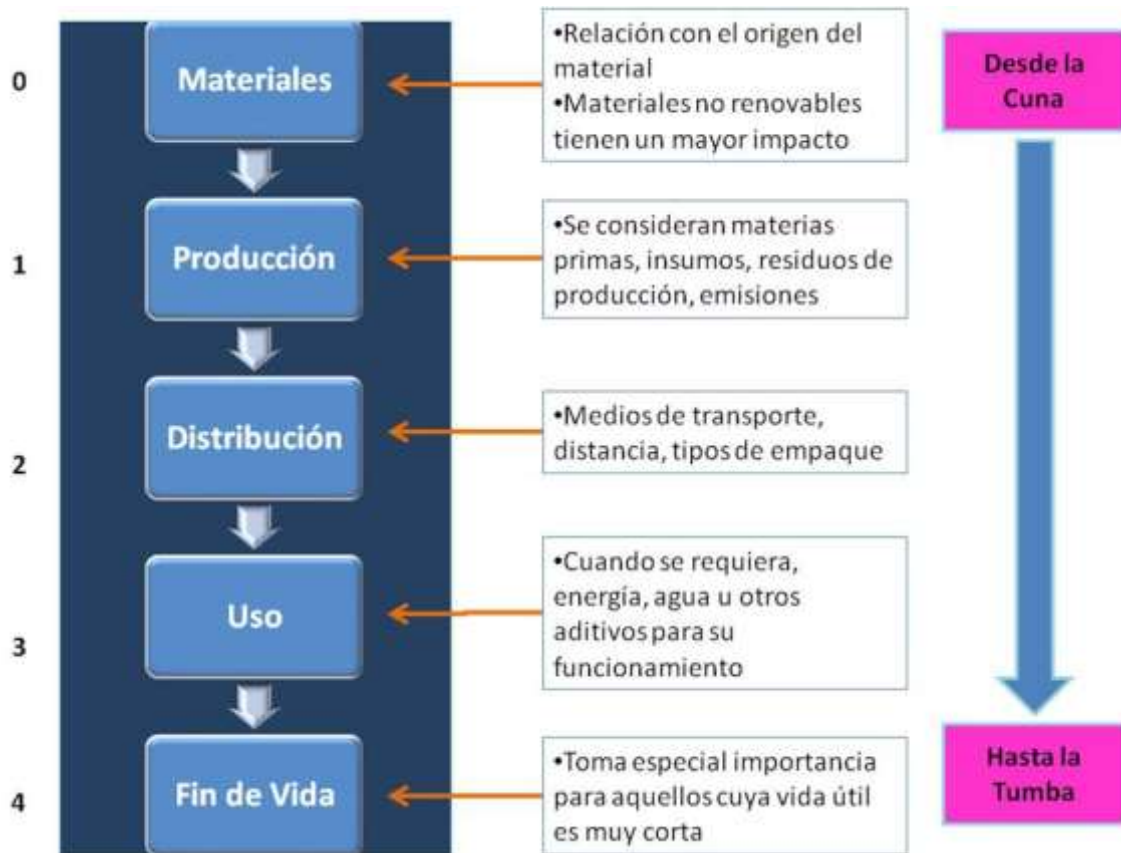 0
Materiales
•Relación con el origen del
material
•Materiales no renovables
tienen un mayor impacto
Desde la
Cuna
1
Producción
•Se consideran materias
primas, insumos, residuos de
producción, emisiones
2
Distribución
•Medios de transporte,
distancia, tipos de empaque
3
Uso
•Cuando se requiera,
energía, agua u otros
aditivos para su
funcionamiento
4
Fin de Vida
•Toma especial importancia
para aquellos cuya vida útil
es muy corta
Hasta la
Tumba